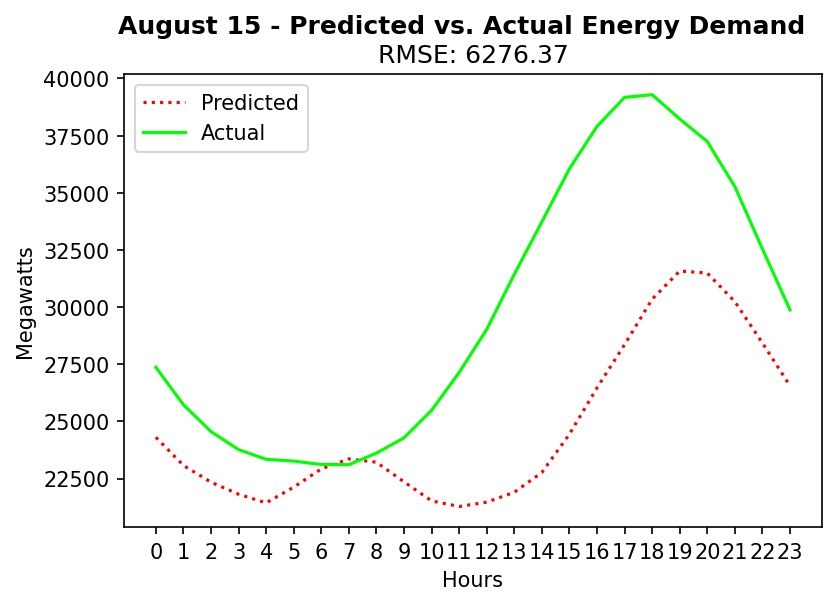 August 15 - Predicted vs. Actual Energy Demand
RMSE: 6276.37
Predicted
Actual
Megawatts
40000
37500
35000
32500
30000
27500
25000
22500
0 1 2 3 4 5 6 7 8 9 10 11 12 13 14 15 16 17 18 19 20 21 22 23
Hours